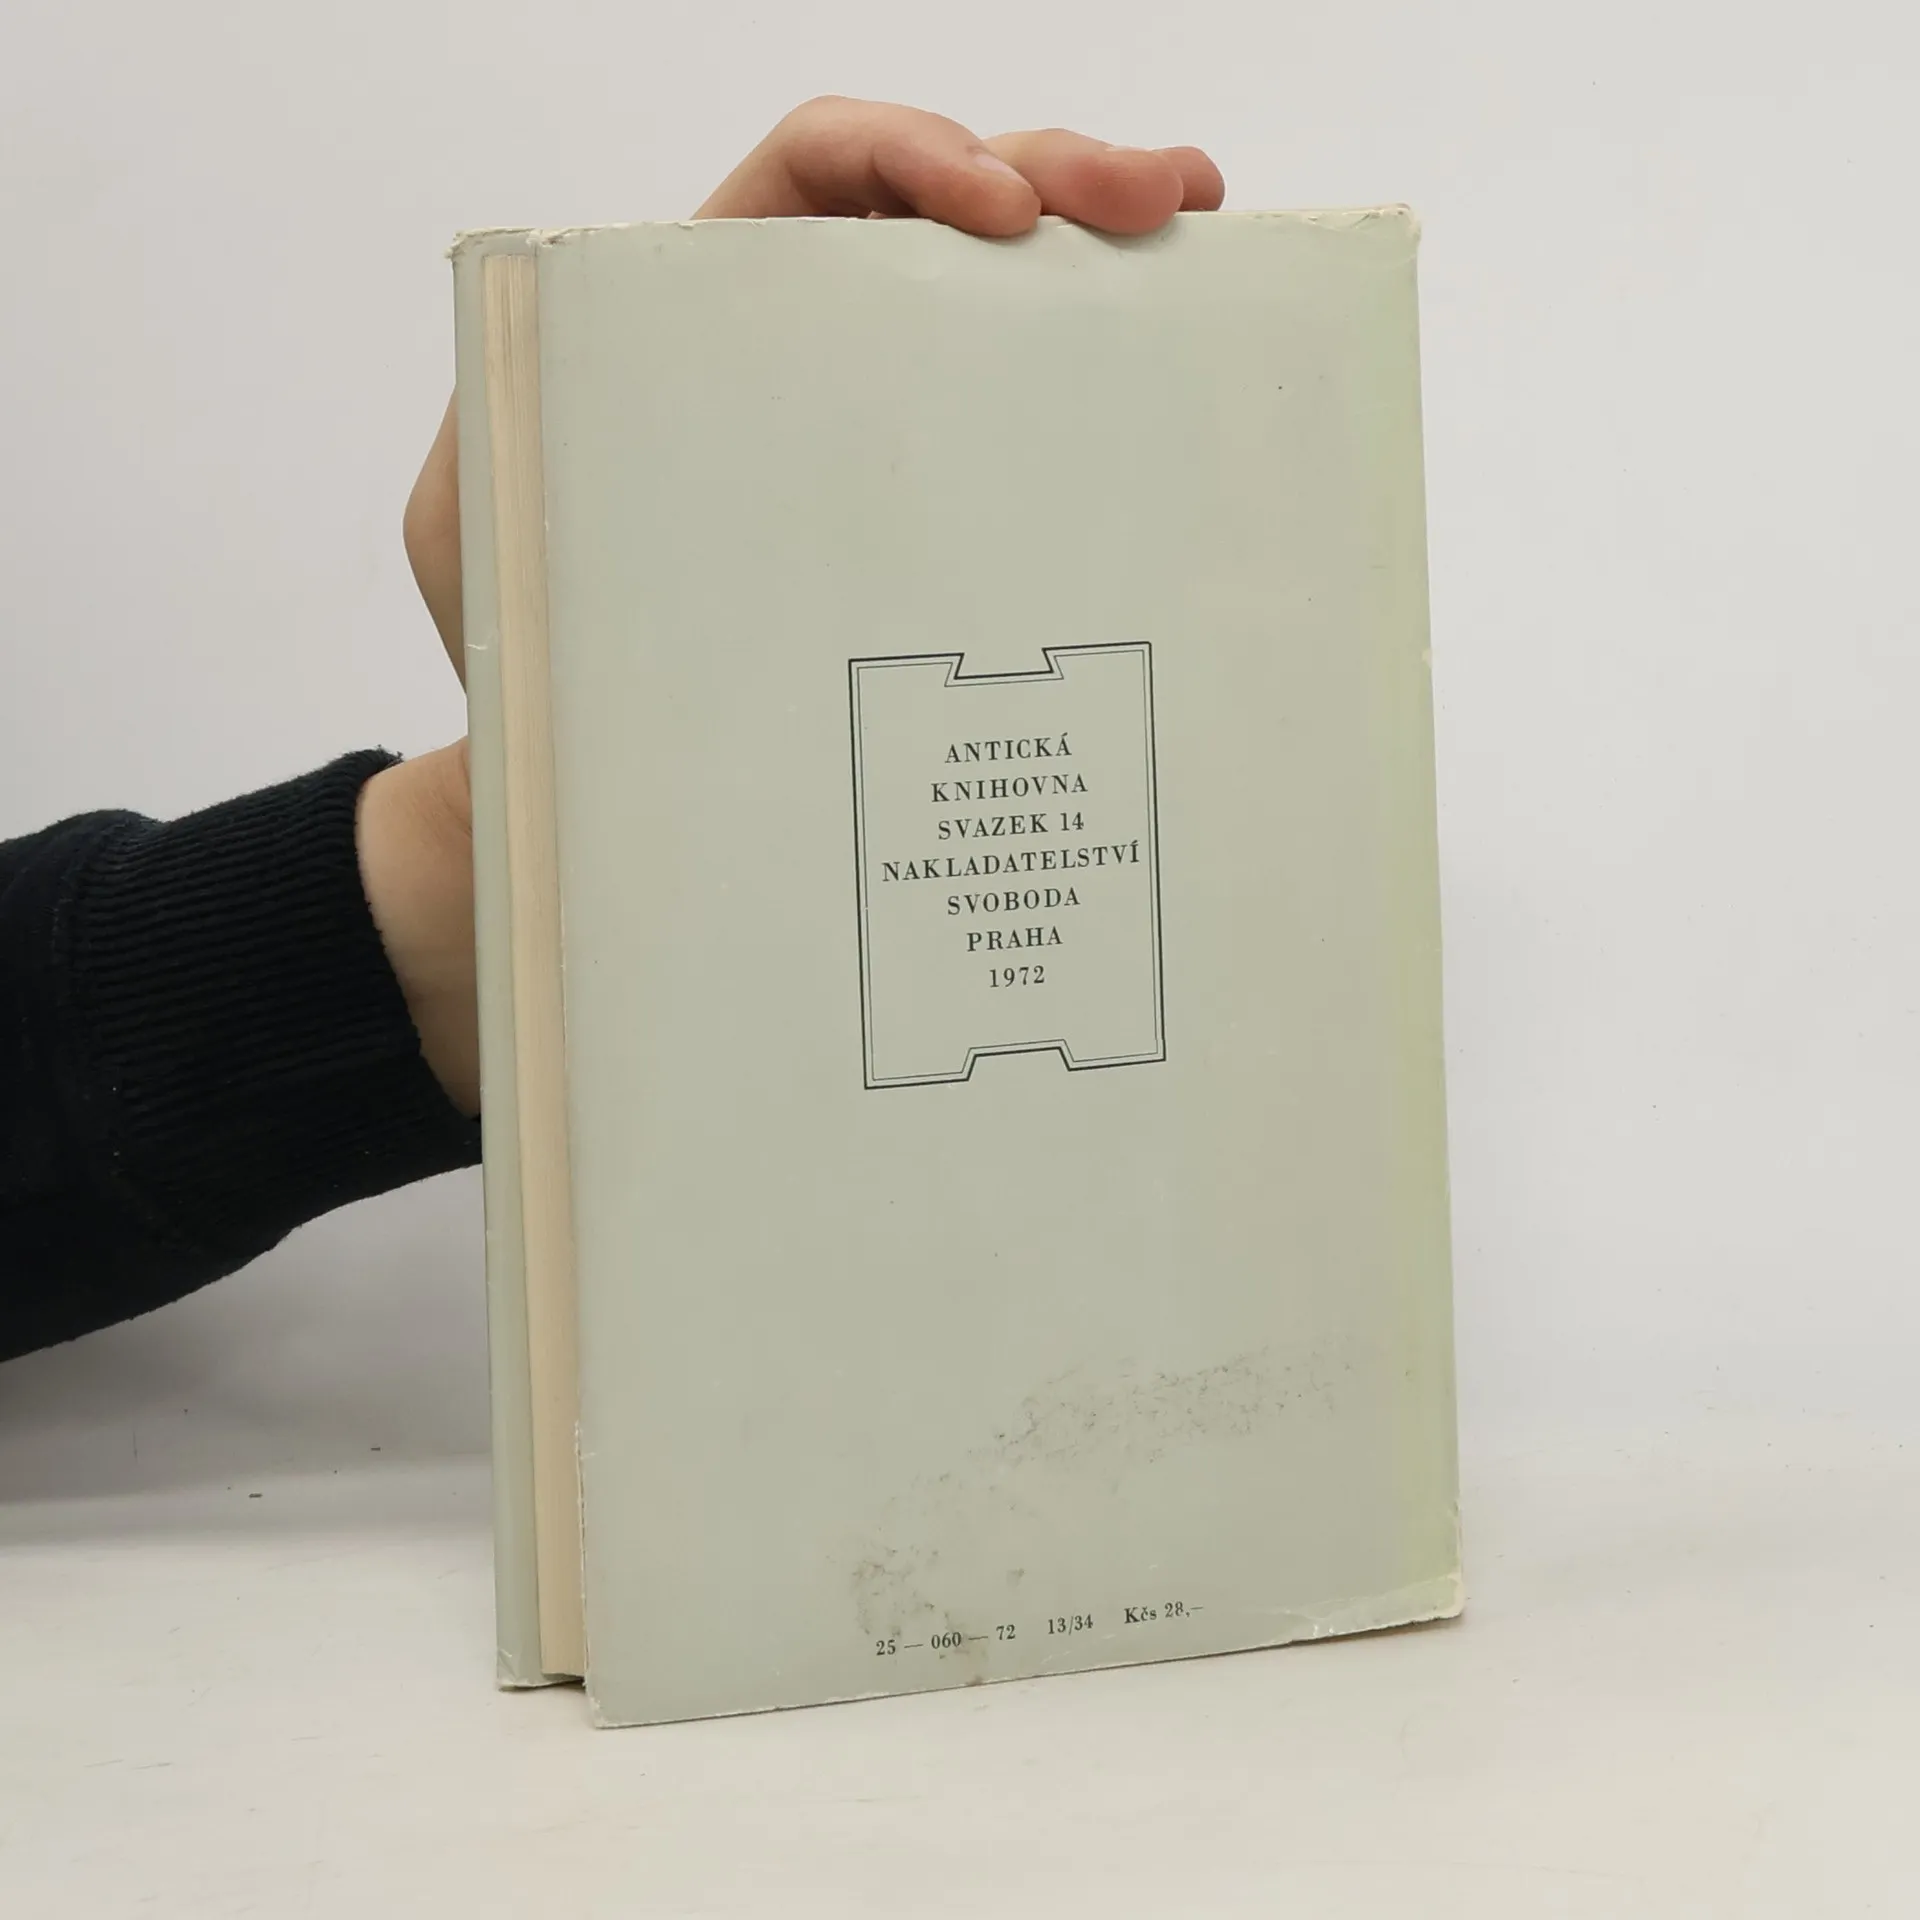 ANTICKÁ
KNIHOVNA
SVAZEK 14
NAKLADATELSTVÍ
SVOBODA
PRAHA
1972
25 — 060 — 72 13/34 Kčs 28,—